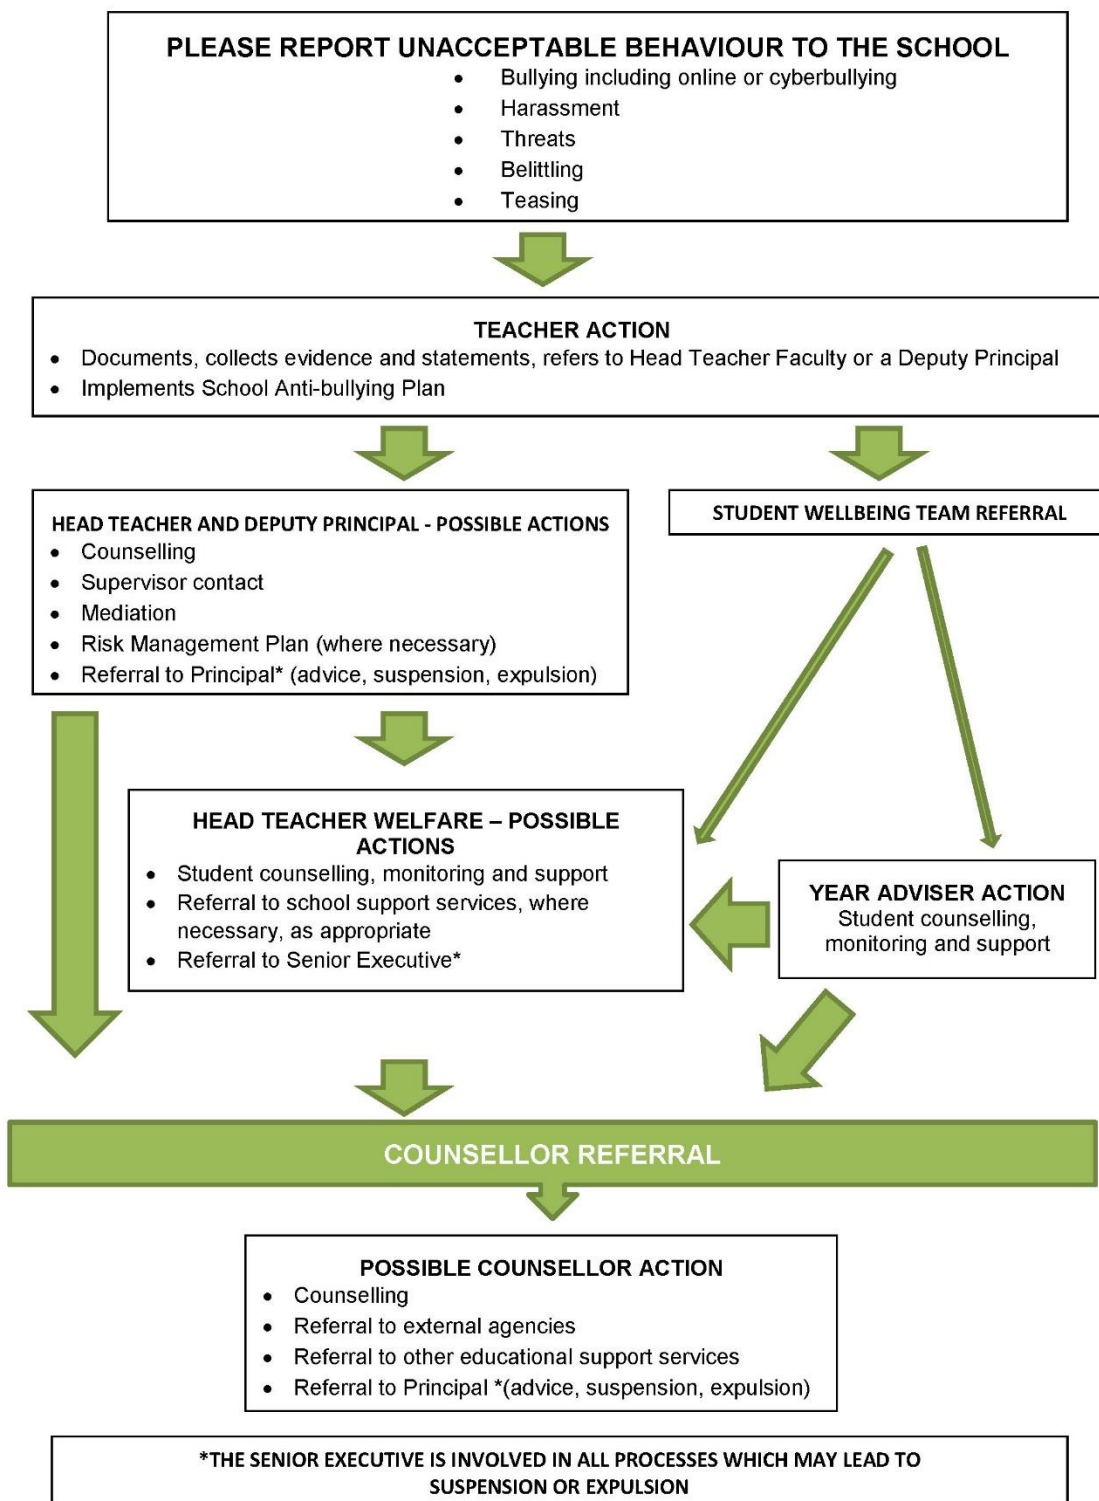 PLEASE REPORT UNACCEPTABLE BEHAVIOUR TO THE SCHOOL
• Bullying including online or cyberbullying
• Harassment
• Threats
• Belittling
• Teasing
TEACHER ACTION
• Documents, collects evidence and statements, refers to Head Teacher Faculty or a Deputy Principal
• Implements School Anti-bullying Plan
HEAD TEACHER AND DEPUTY PRINCIPAL - POSSIBLE ACTIONS
• Counselling
• Supervisor contact
• Mediation
• Risk Management Plan (where necessary)
• Referral to Principal* (advice, suspension, expulsion)
STUDENT WELLBEING TEAM REFERRAL
HEAD TEACHER WELFARE – POSSIBLE
ACTIONS
• Student counselling, monitoring and support
• Referral to school support services, where
necessary, as appropriate
• Referral to Senior Executive*
YEAR ADVISER ACTION
Student counselling,
monitoring and support
COUNSELLOR REFERRAL
POSSIBLE COUNSELLOR ACTION
• Counselling
• Referral to external agencies
• Referral to other educational support services
• Referral to Principal *(advice, suspension, expulsion)
*THE SENIOR EXECUTIVE IS INVOLVED IN ALL PROCESSES WHICH MAY LEAD TO
SUSPENSION OR EXPULSION